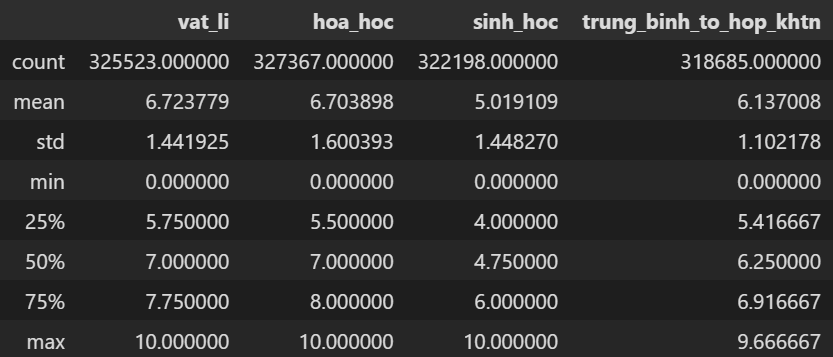 vat_li hoa_hoc sinh_hoc trung_binh_to_hop_khtn
count 325523.000000 327367.000000 322198.000000 318685.000000
mean 6.723779 6.703898 5.019109 6.137008
std 1.441925 1.600393 1.448270 1.102178
min 0.000000 0.000000 0.000000 0.000000
25% 5.750000 5.500000 4.000000 5.416667
50% 7.000000 7.000000 4.750000 6.250000
75% 7.750000 8.000000 6.000000 6.916667
max 10.000000 10.000000 10.000000 9.666667